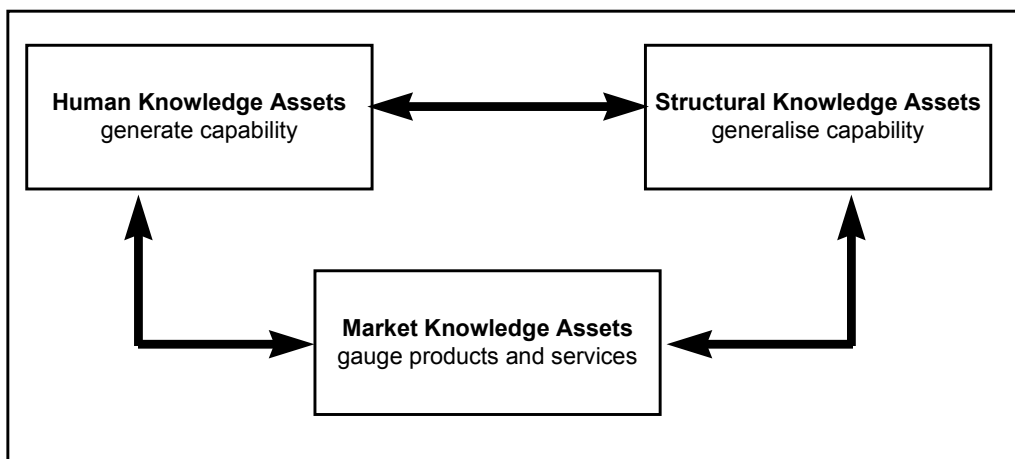 Human Knowledge Assets
generate capability
Structural Knowledge Assets
generalise capability
Market Knowledge Assets
gauge products and services